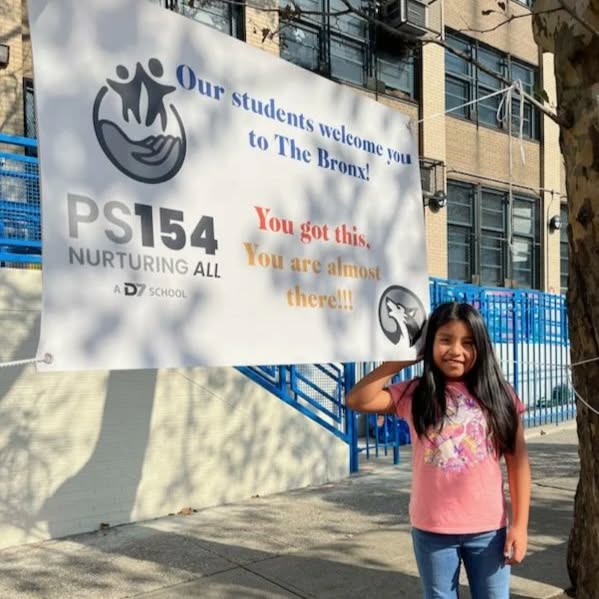 Our students welcome you
to The Bronx!
PS154
NURTURING ALL
A D7 SCHOOL
You got this.
You are almost
there!!!